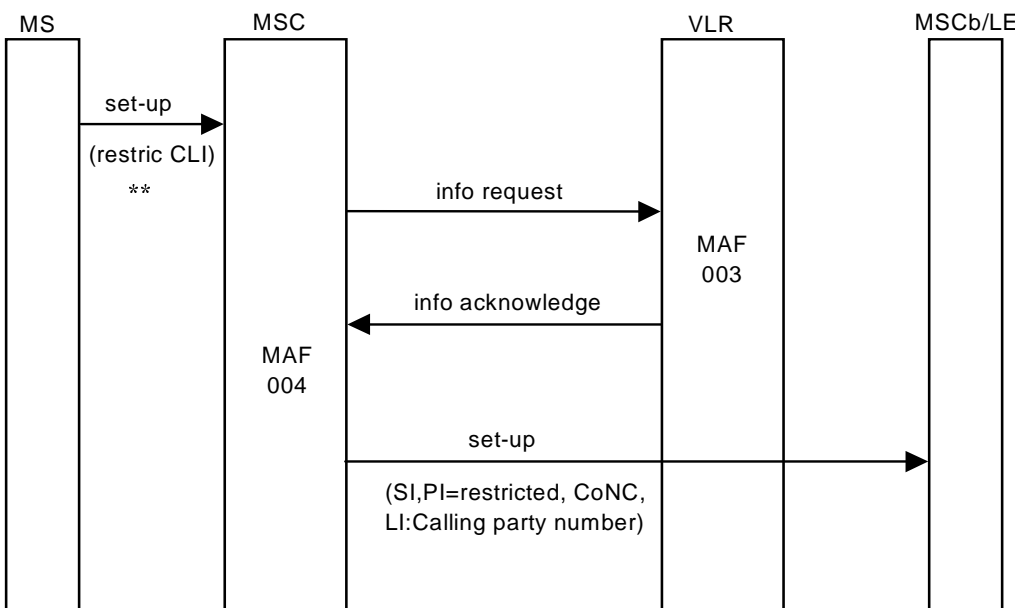 MS
MSC
VLR
MSCb/LE
set-up
(restric CLI)
**
info request
MAF
003
info acknowledge
MAF
004
set-up
(SI,PI=restricted, CoNC,
LI:Calling party number)